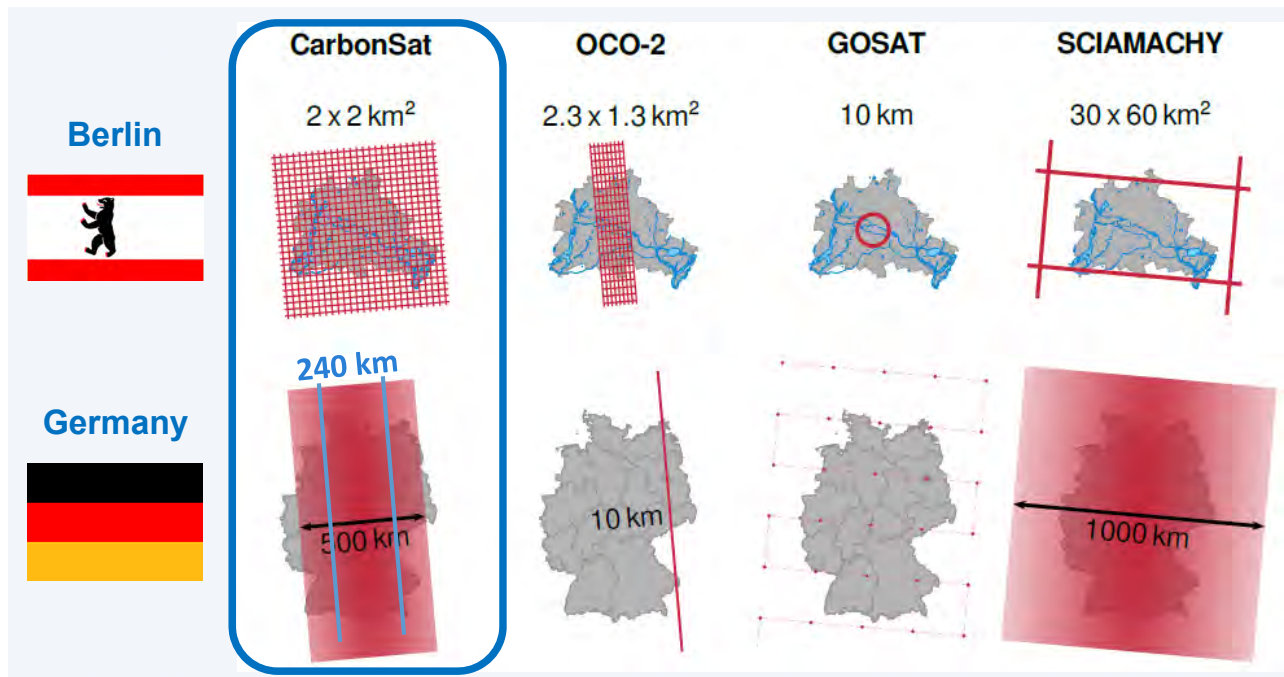 CarbonSat OCO-2 GOSAT SCIAMACHY
Berlin
2 x 2 km² 2.3 x 1.3 km² 10 km 30 x 60 km²
240 km
Germany
500 km 10 km 1000 km